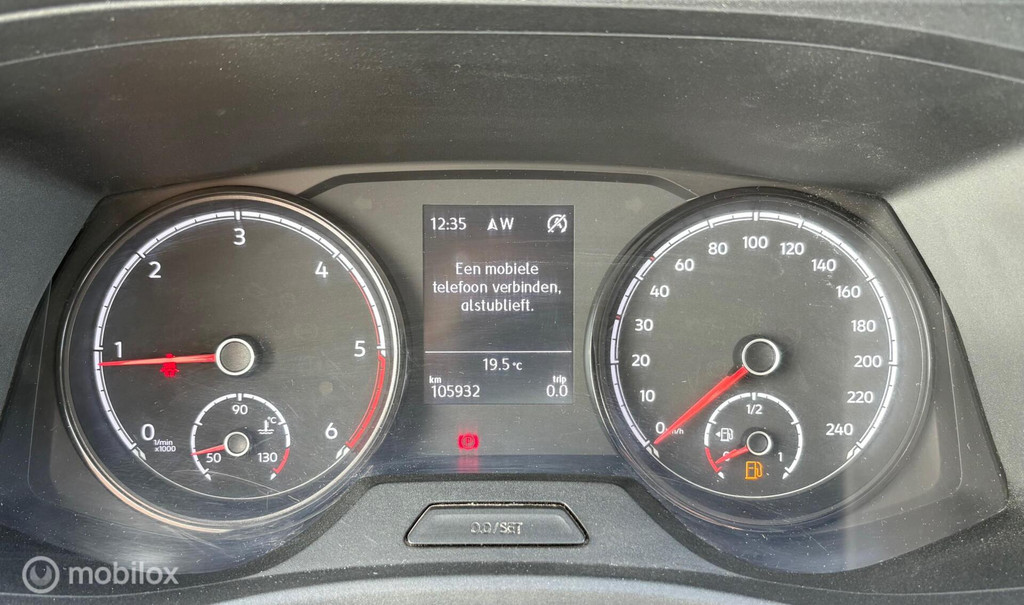 12:35 W
Een mobiele
telefoon verbinden,
alstublieft.
19.5 °C
km trip
105932 0.0
0 1 2 3 4 5 6
1/min
x1000
50 90 130
°C
0 10 20 30 40 60 80 100 120 140 160 180 200 220 240
0 1/2 1
0.0/SET
mobilox